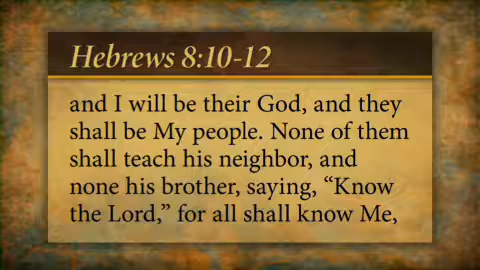 Hebrews 8:10-12
and I will be their God, and they
shall be My people. None of them
shall teach his neighbor, and
none his brother, saying, “Know
the Lord,” for all shall know Me,